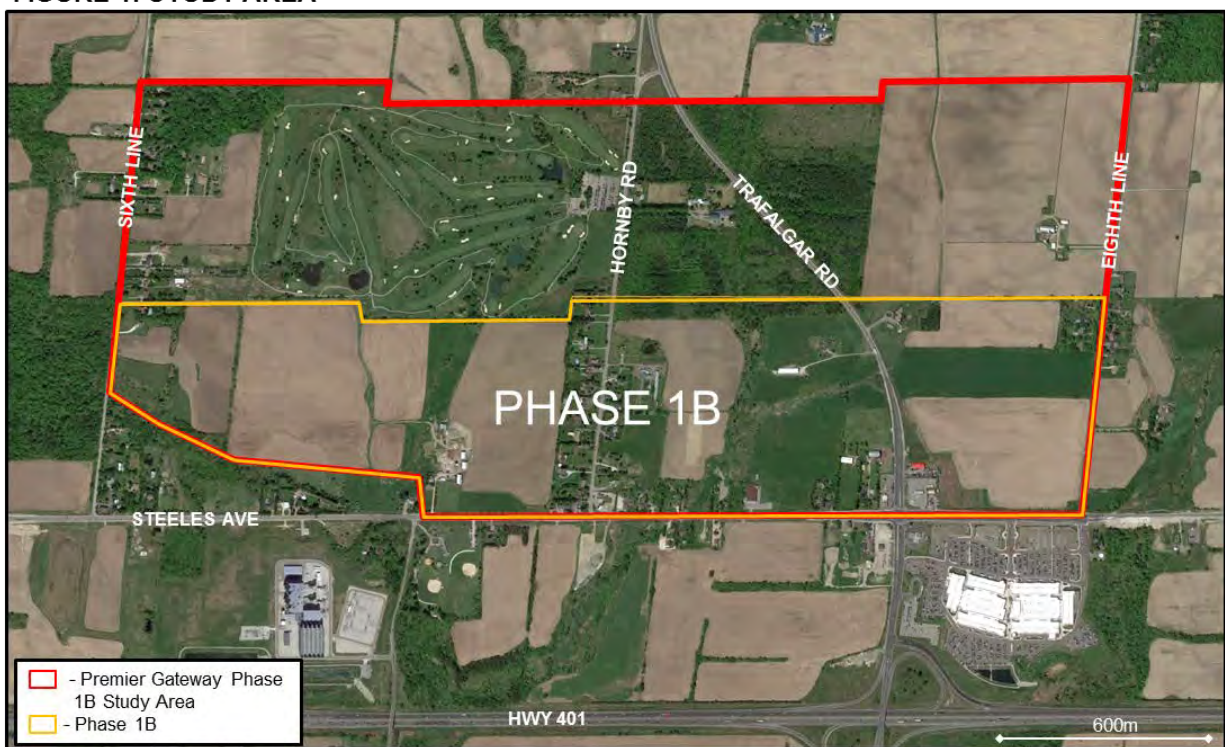 FIGURE 1: STUDY AREA
SIXTH LINE
HORNBY RD
TRAFALGAR RD
EIGHTH LINE
PHASE 1B
STEELES AVE
- Premier Gateway Phase
1B Study Area
- Phase 1B
HWY 401
600m